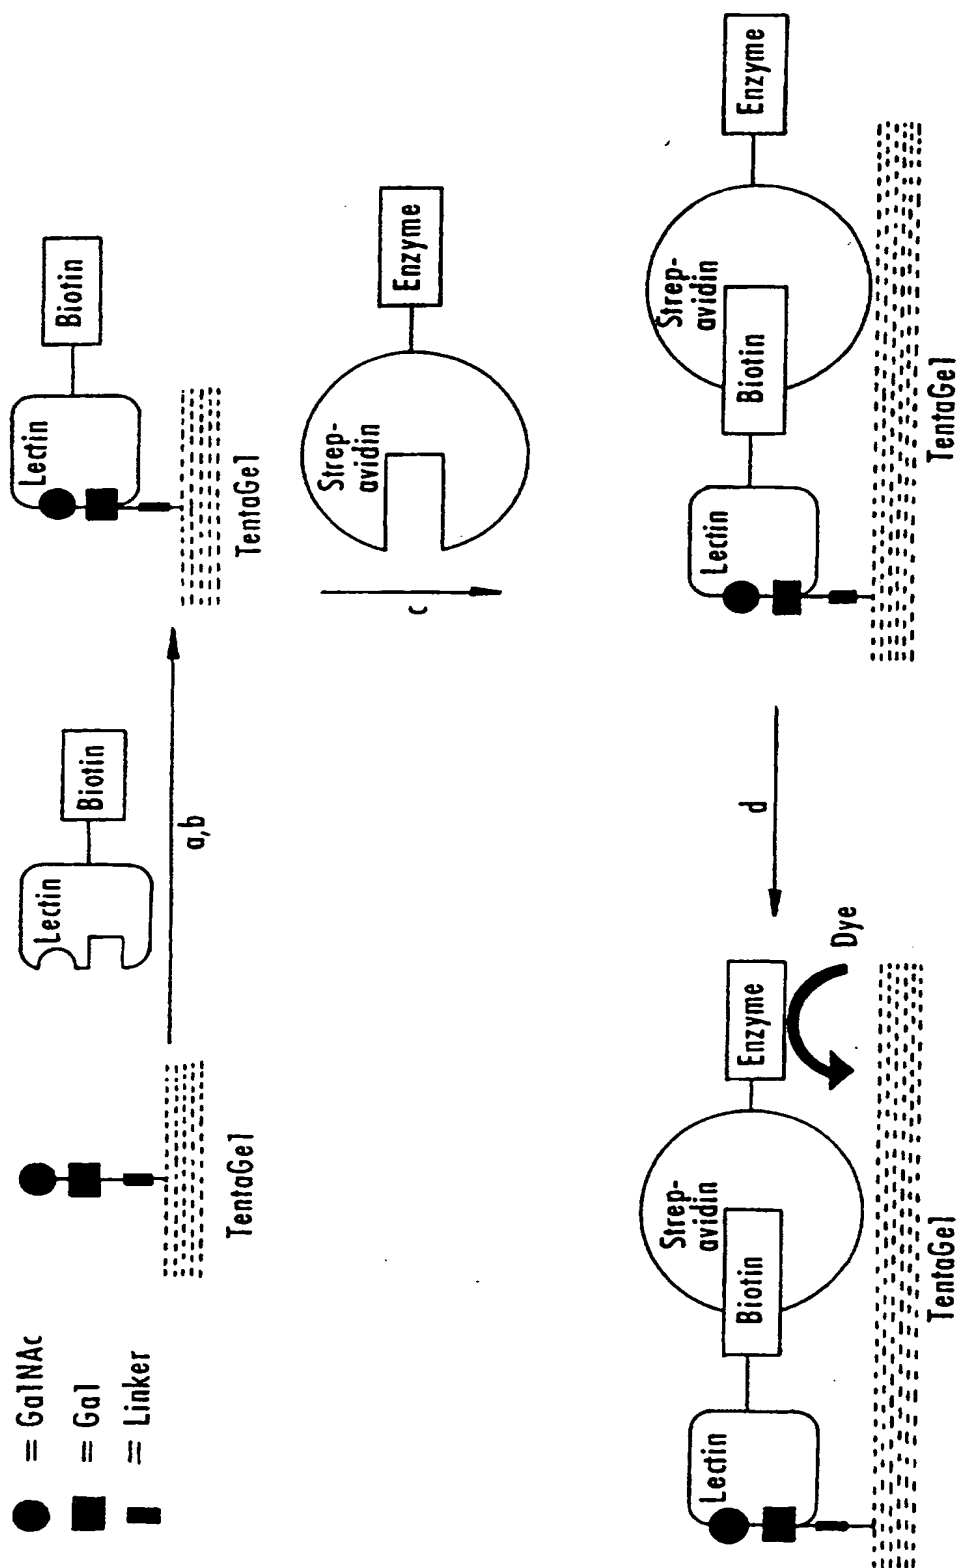 = GalNAc
= Gal
= Linker
TentaGel
Lectin
Biotin
a,b
Lectin
Biotin
TentaGel
c
Strep-
avidin
Enzyme
Lectin
Biotin
Strep-
avidin
Enzyme
TentaGel
d
Lectin
Biotin
Strep-
avidin
Enzyme
Dye
TentaGel